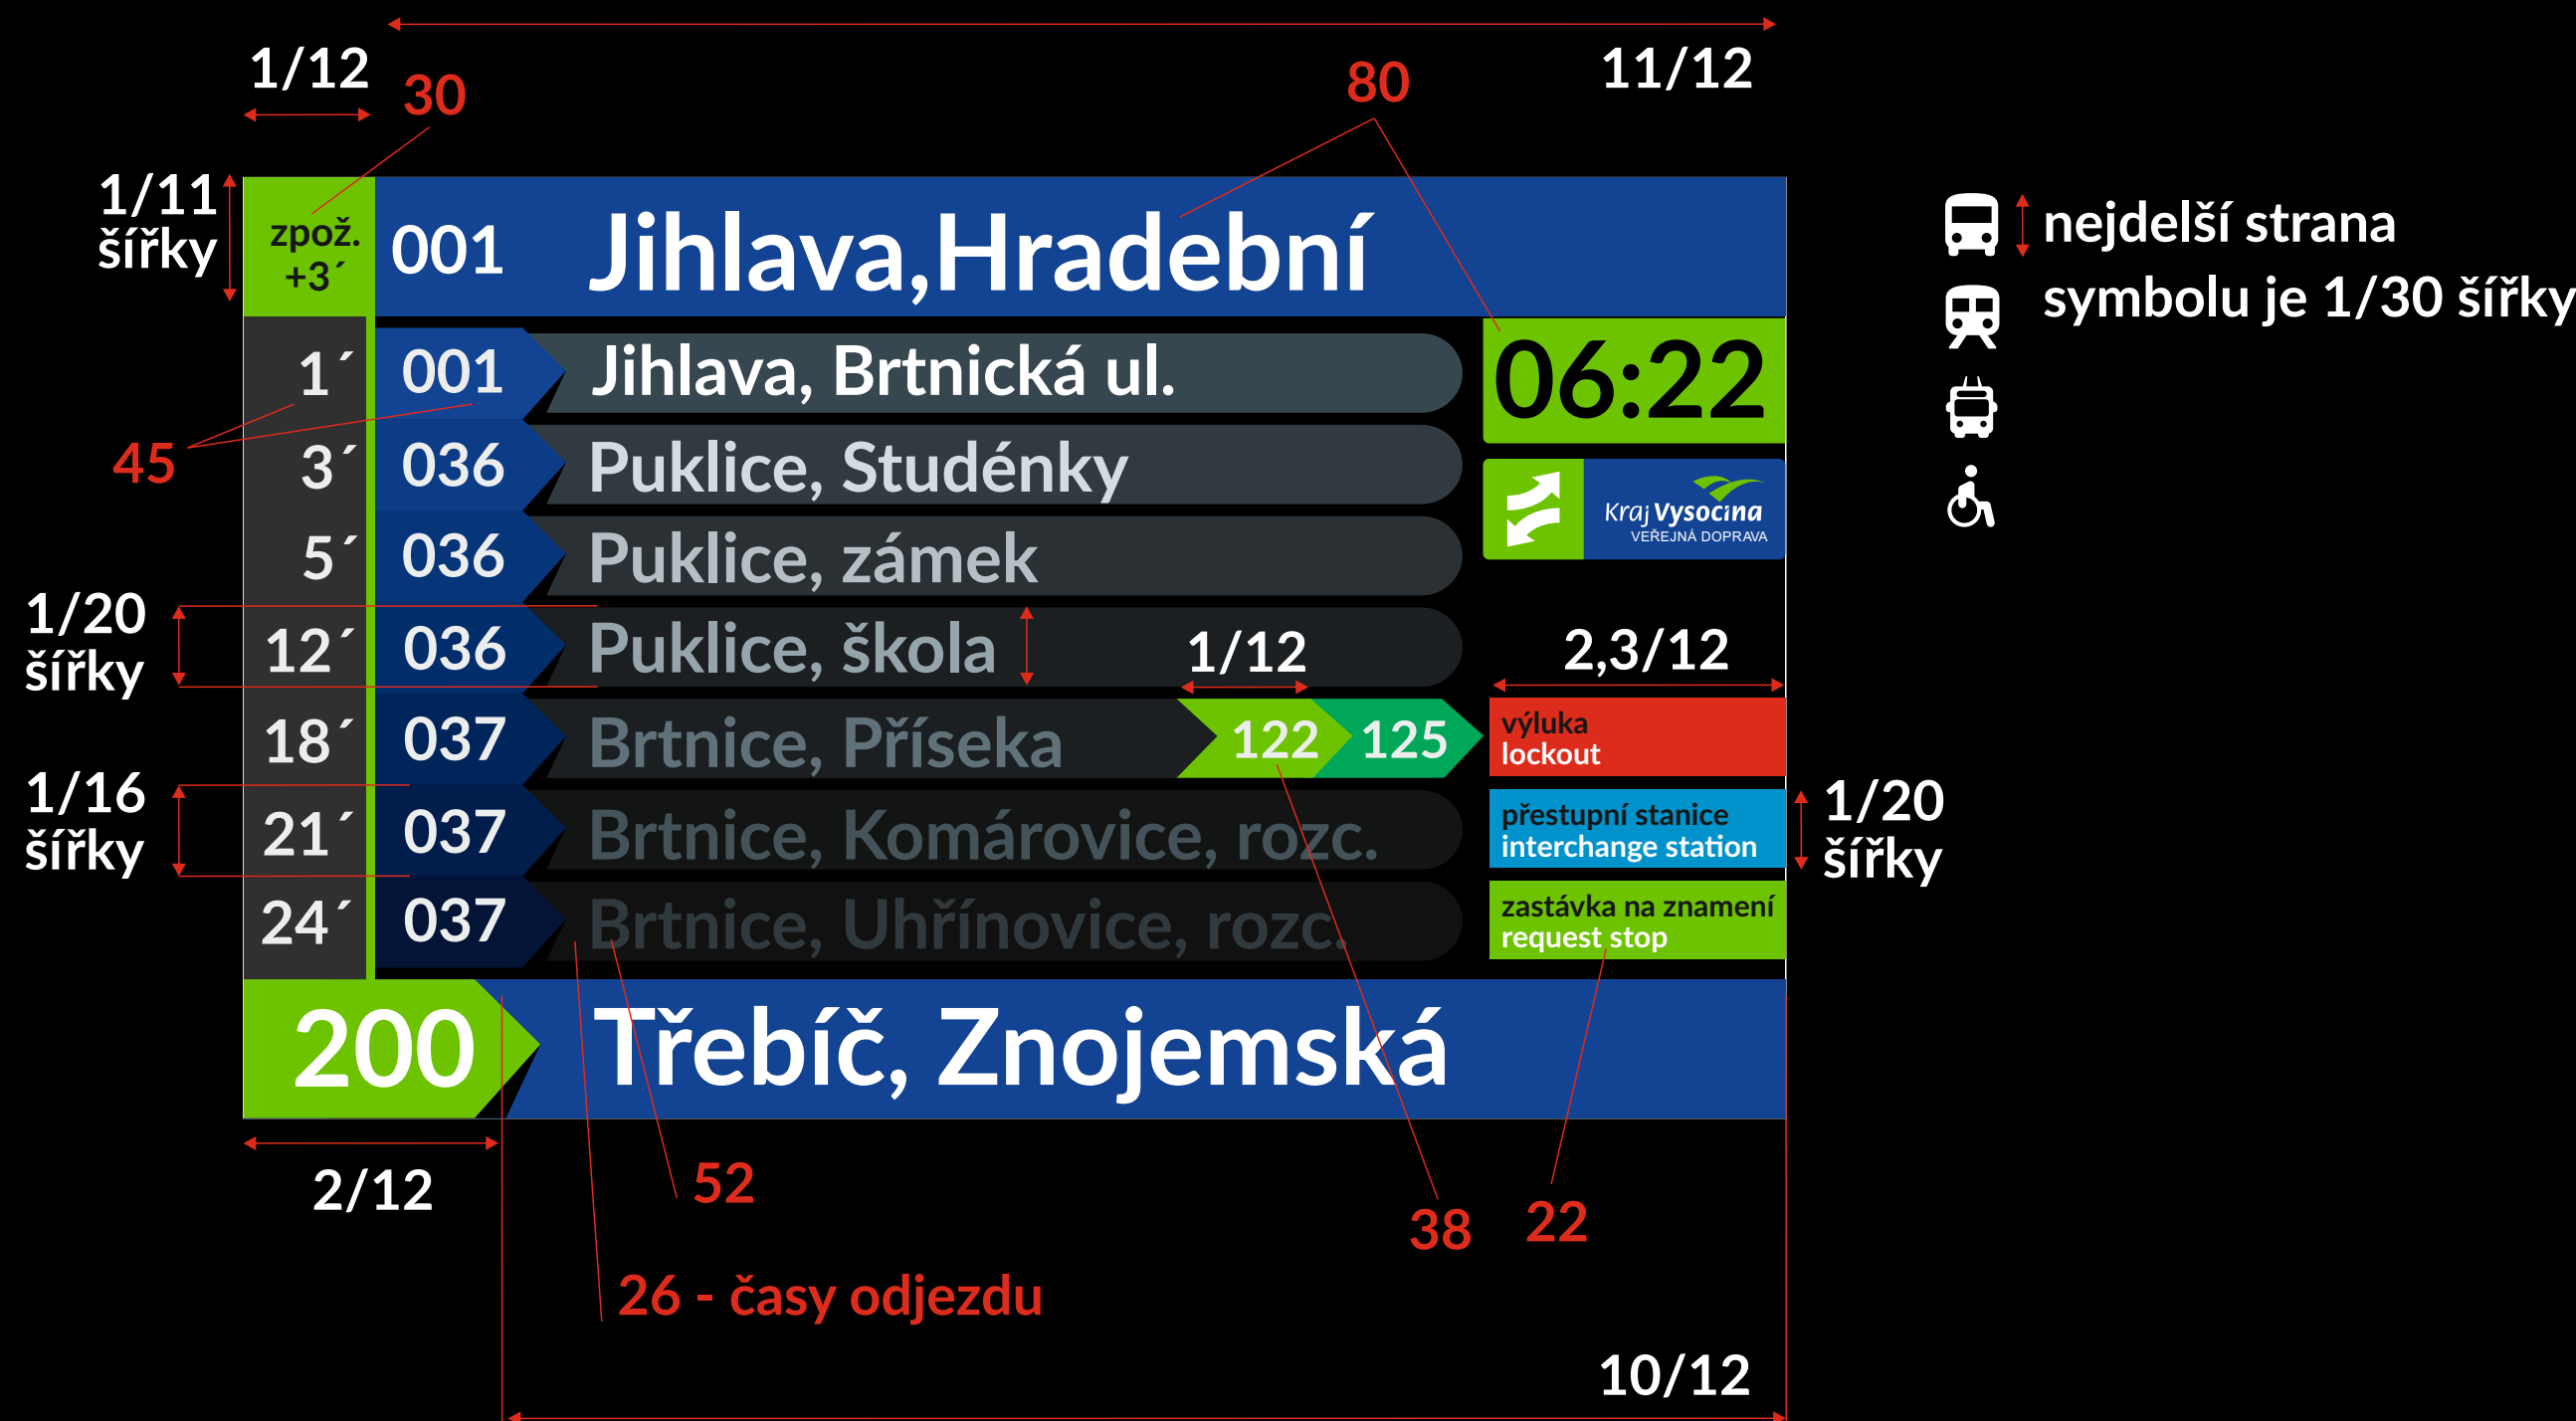 1/12
30
80
11/12
1/11
šířky
zpož.
+3´
001
Jihlava,Hradební
nejdelší strana
symbolu je 1/30 šířky
1´
001
Jihlava, Brtnická ul.
06:22
45
3´
036
Puklice, Studénky
Kraj Vysočina
VEŘEJNÁ DOPRAVA
5´
036
Puklice, zámek
1/20
šířky
12´
036
Puklice, škola
1/12
2,3/12
18´
037
Brtnice, Příseka
122
125
výluka
lockout
1/16
šířky
21´
037
Brtnice, Komárovice, rozc.
přestupní stanice
interchange station
1/20
šířky
24´
037
Brtnice, Uhřínovice, rozc.
zastávka na znamení
request stop
200
Třebíč, Znojemská
2/12
52
38
22
26 - časy odjezdu
10/12